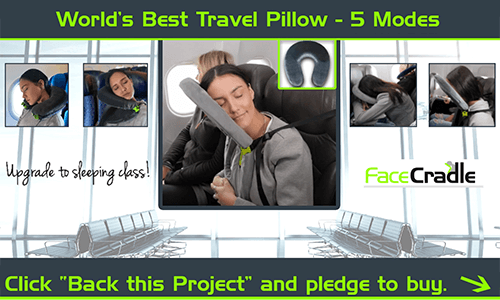 World's Best Travel Pillow - 5 Modes
Upgrade to sleeping class!
FaceCradle
Click "Back this Project" and pledge to buy.